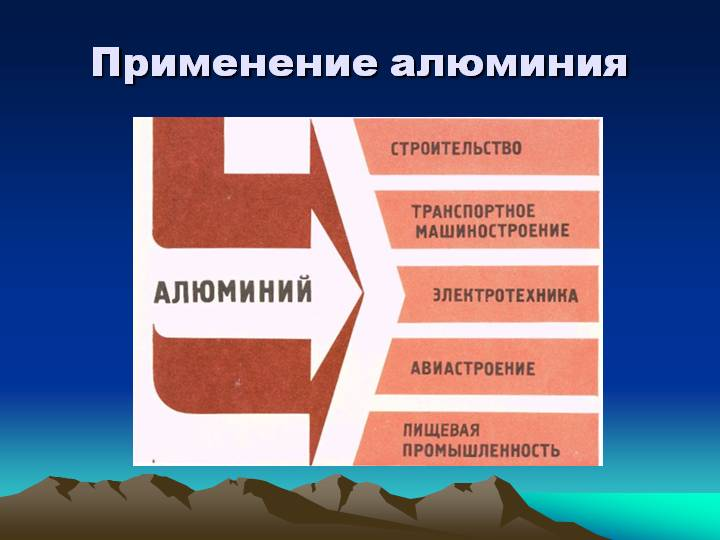 Применение алюминия
АЛЮМИНИЙ
СТРОИТЕЛЬСТВО
ТРАНСПОРТНОЕ
МАШИНОСТРОЕНИЕ
ЭЛЕКТРОТЕХНИКА
АВИАСТРОЕНИЕ
ПИЩЕВАЯ
ПРОМЫШЛЕННОСТЬ